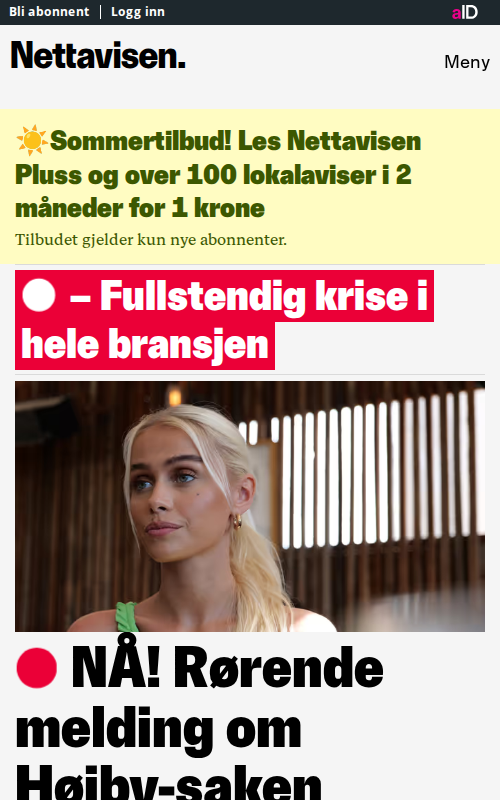 Bli abonnent | Logg inn
aID
Nettavisen.
Meny
☀️Sommertilbud! Les Nettavisen
Pluss og over 100 lokalaviser i 2
måneder for 1 krone
Tilbudet gjelder kun nye abonnenter.
– Fullstendig krise i
hele bransjen
NÅ! Rørende
melding om
Høiby-saken